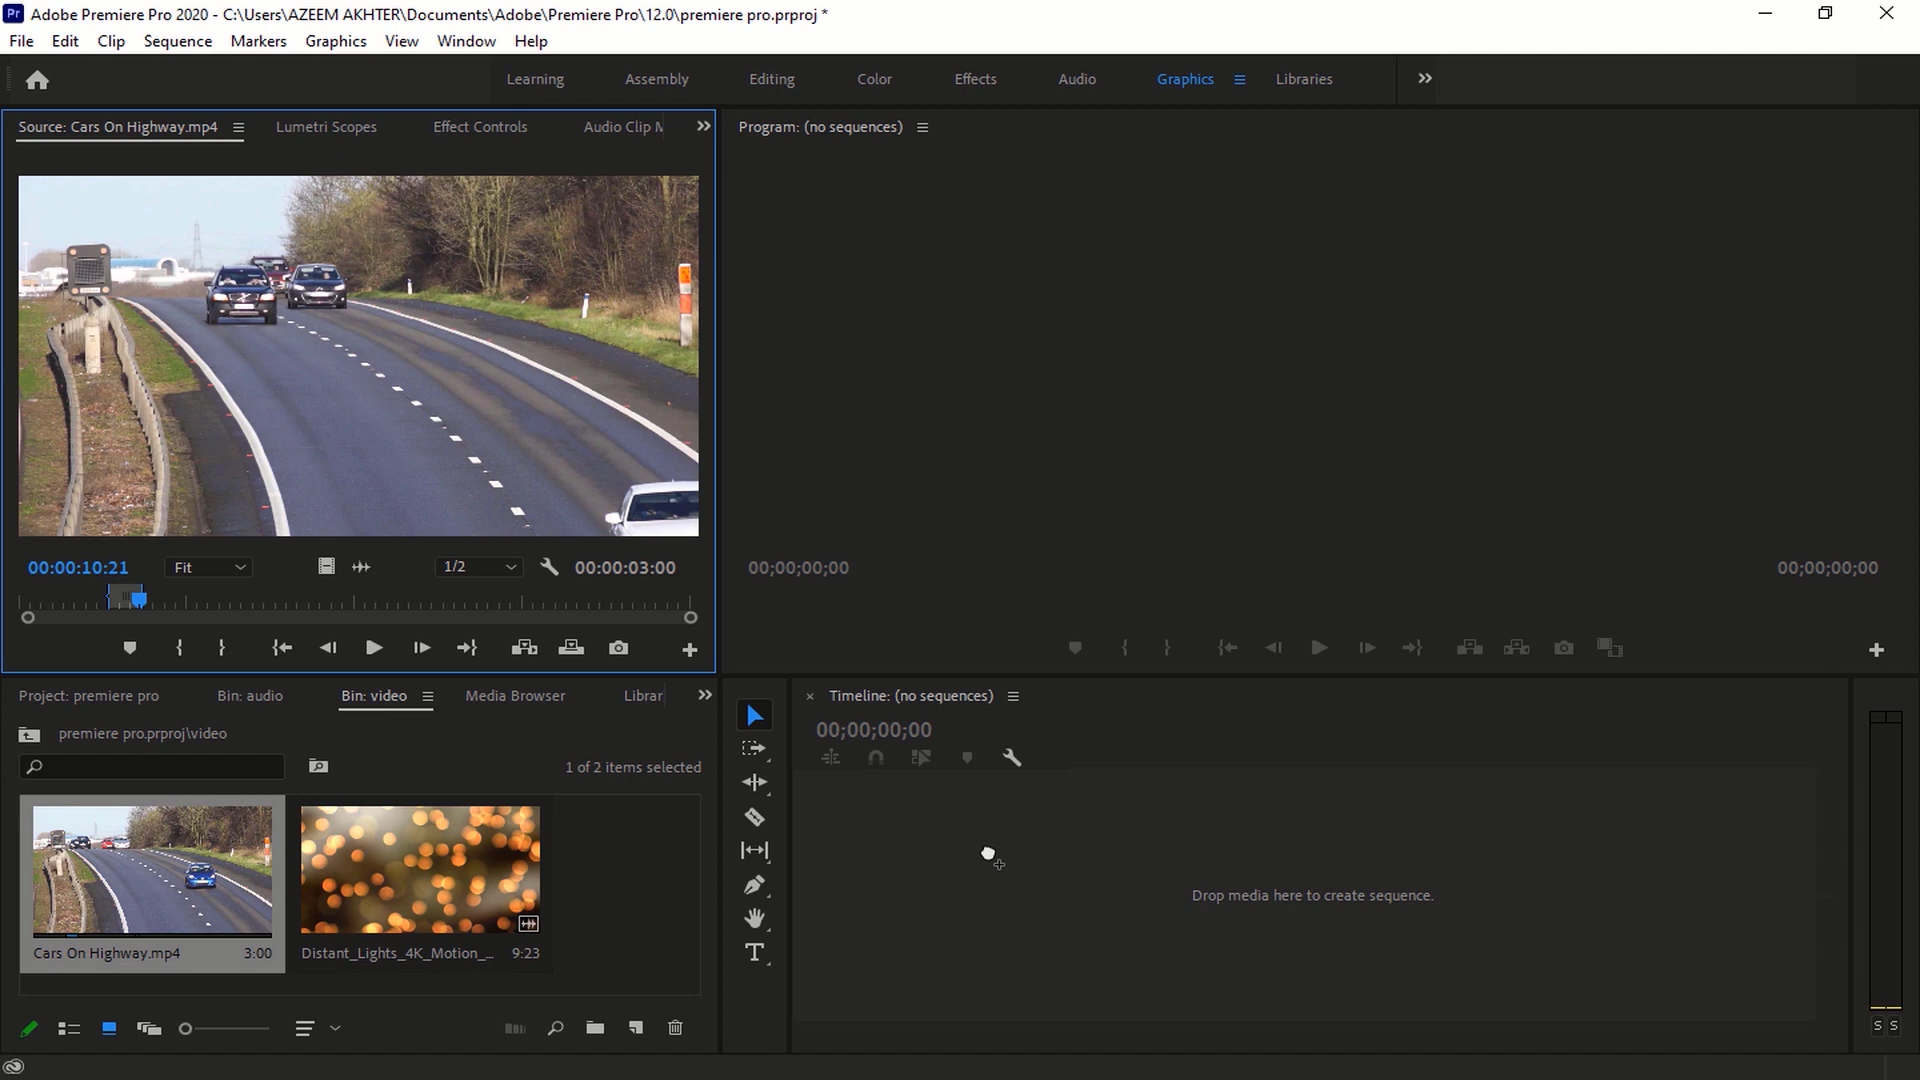 Pr Adobe Premiere Pro 2020 - C:\Users\AZEEM AKHTER\Documents\Adobe\Premiere Pro\12.0\premiere pro.prproj *
File Edit Clip Sequence Markers Graphics View Window Help
Learning Assembly Editing Color Effects Audio Graphics Libraries
Source: Cars On Highway.mp4 Lumetri Scopes Effect Controls Audio Clip M
Program: (no sequences)
00:00:10:21 Fit 1/2 00:00:03:00
00;00;00;00 00;00;00;00
Project: premiere pro Bin: audio Bin: video Media Browser Librar
premiere pro.prproj\video
1 of 2 items selected
Cars On Highway.mp4 3:00
Distant_Lights_4K_Motion_... 9:23
Timeline: (no sequences)
00;00;00;00
Drop media here to create sequence.
S S